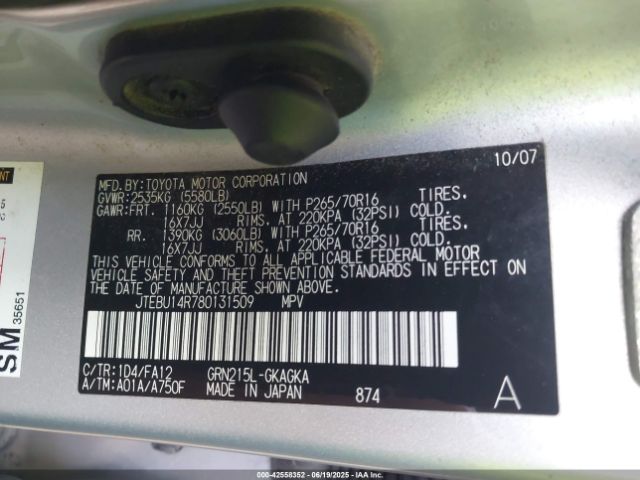 10/07
MFD.BY:TOYOTA MOTOR CORPORATION
GVWR:2535KG (5580LB)
GAWR:FRT. 1160KG (2550LB) WITH P265/70R16 TIRES.
16X7JJ RIMS. AT 220KPA (32PSI) COLD.
RR. 1390KG (3060LB) WITH P265/70R16 TIRES.
16X7JJ RIMS. AT 220KPA (32PSI) COLD.
THIS VEHICLE CONFORMS TO ALL APPLICABLE FEDERAL MOTOR
VEHICLE SAFETY AND THEFT PREVENTION STANDARDS IN EFFECT ON
THE DATE OF MANUFACTURE SHOWN ABOVE.
JTEBU14R780131509 MPV
C/TR:1D4/FA12 GRN215L-GKAGKA
A/TM:A01A/A750F MADE IN JAPAN 874 A
SM 35651
000-42558352 - 06/19/2025 - IAAI.COM